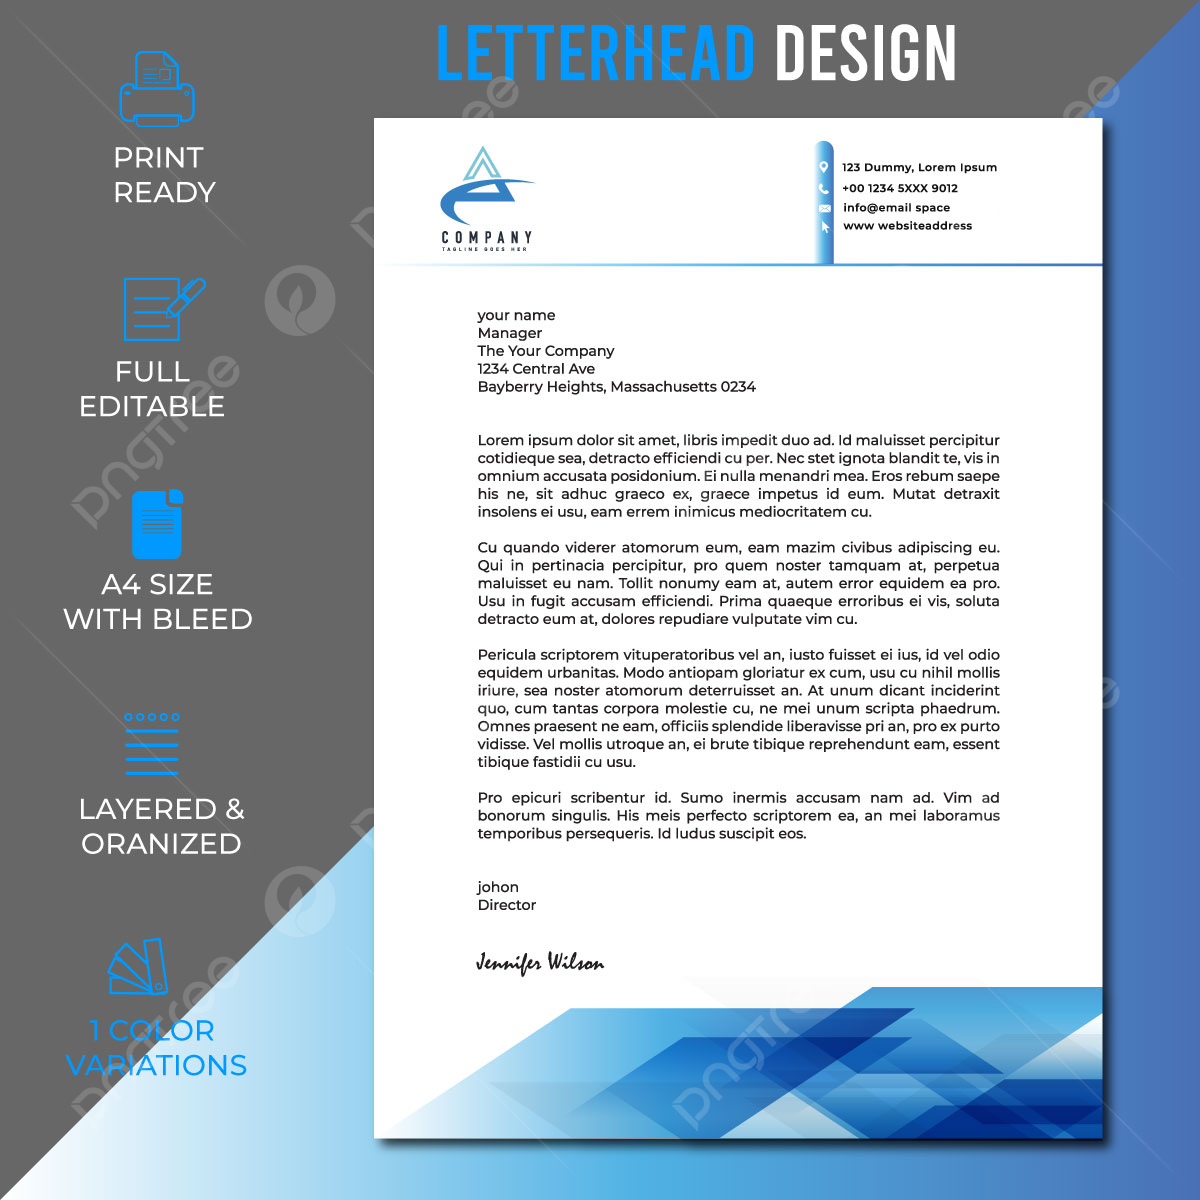 LETTERHEAD DESIGN
PRINT
READY
FULL
EDITABLE
A4 SIZE
WITH BLEED
LAYERED &
ORANIZED
1 COLOR
VARIATIONS
COMPANY
TAGLINE GOES HER
123 Dummy, Lorem Ipsum
+00 1234 5XXX 9012
info@email space
www websiteaddress
your name
Manager
The Your Company
1234 Central Ave
Bayberry Heights, Massachusetts 0234
Lorem ipsum dolor sit amet, libris impedit duo ad. Id maluisset percipitur
cotidieque sea, detracto efficiendi cu per. Nec stet ignota blandit te, vis in
omnium accusata posidonium. Ei nulla menandri mea. Eros rebum saepe
his ne, sit adhuc graeco ex, graece impetus id eum. Mutat detraxit
insolens ei usu, eam errem inimicus mediocritatem cu.
Cu quando viderer atomorum eum, eam mazim civibus adipiscing eu.
Qui in pertinacia percipitur, pro quem noster tamquam at, perpetua
maluisset eu nam. Tollit nonumy eam at, autem error equidem ea pro.
Usu in fugit accusam efficiendi. Prima quaeque erroribus ei vis, soluta
detracto eum at, dolores repudiare vulputate vim cu.
Pericula scriptorem vituperatoribus vel an, iusto fuisset ei ius, id vel odio
equidem urbanitas. Modo antiopam gloriatur ex cum, usu cu nihil mollis
iriure, sea noster atomorum deterruisset an. At unum dicant inciderint
quo, cum tantas corpora molestie cu, ne mei unum scripta phaedrum.
Omnes praesent ne eam, officiis splendide liberavisse pri an, pro ex purto
vidisse. Vel mollis utroque an, ei brute tibique reprehendunt eam, essent
tibique fastidii cu usu.
Pro epicuri scribentur id. Sumo inermis accusam nam ad. Vim ad
bonorum singulis. His meis perfecto scriptorem ea, an mei laboramus
temporibus persequeris. Id ludus suscipit eos.
johon
Director
Jennifer Wilson
pngtree
pngtree
pngtree